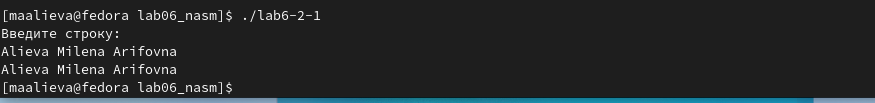 [maalieva@fedora lab06_nasm]$ ./lab6-2-1
Введите строку:
Alieva Milena Arifovna
Alieva Milena Arifovna
[maalieva@fedora lab06_nasm]$